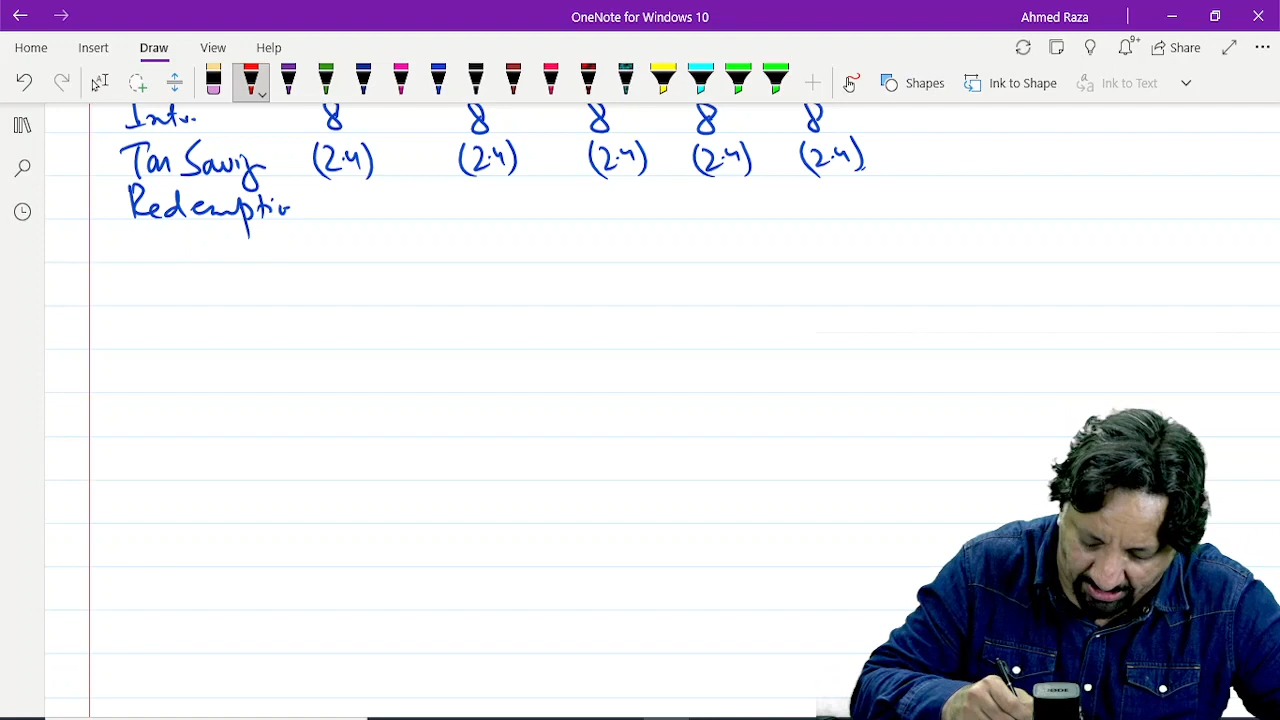 OneNote for Windows 10
Ahmed Raza
Home Insert Draw View Help
9+ Share
Shapes Ink to Shape Ink to Text
8 8 8 8 8
Tax Saving (2.4) (2.4) (2.4) (2.4) (2.4)
Redemption